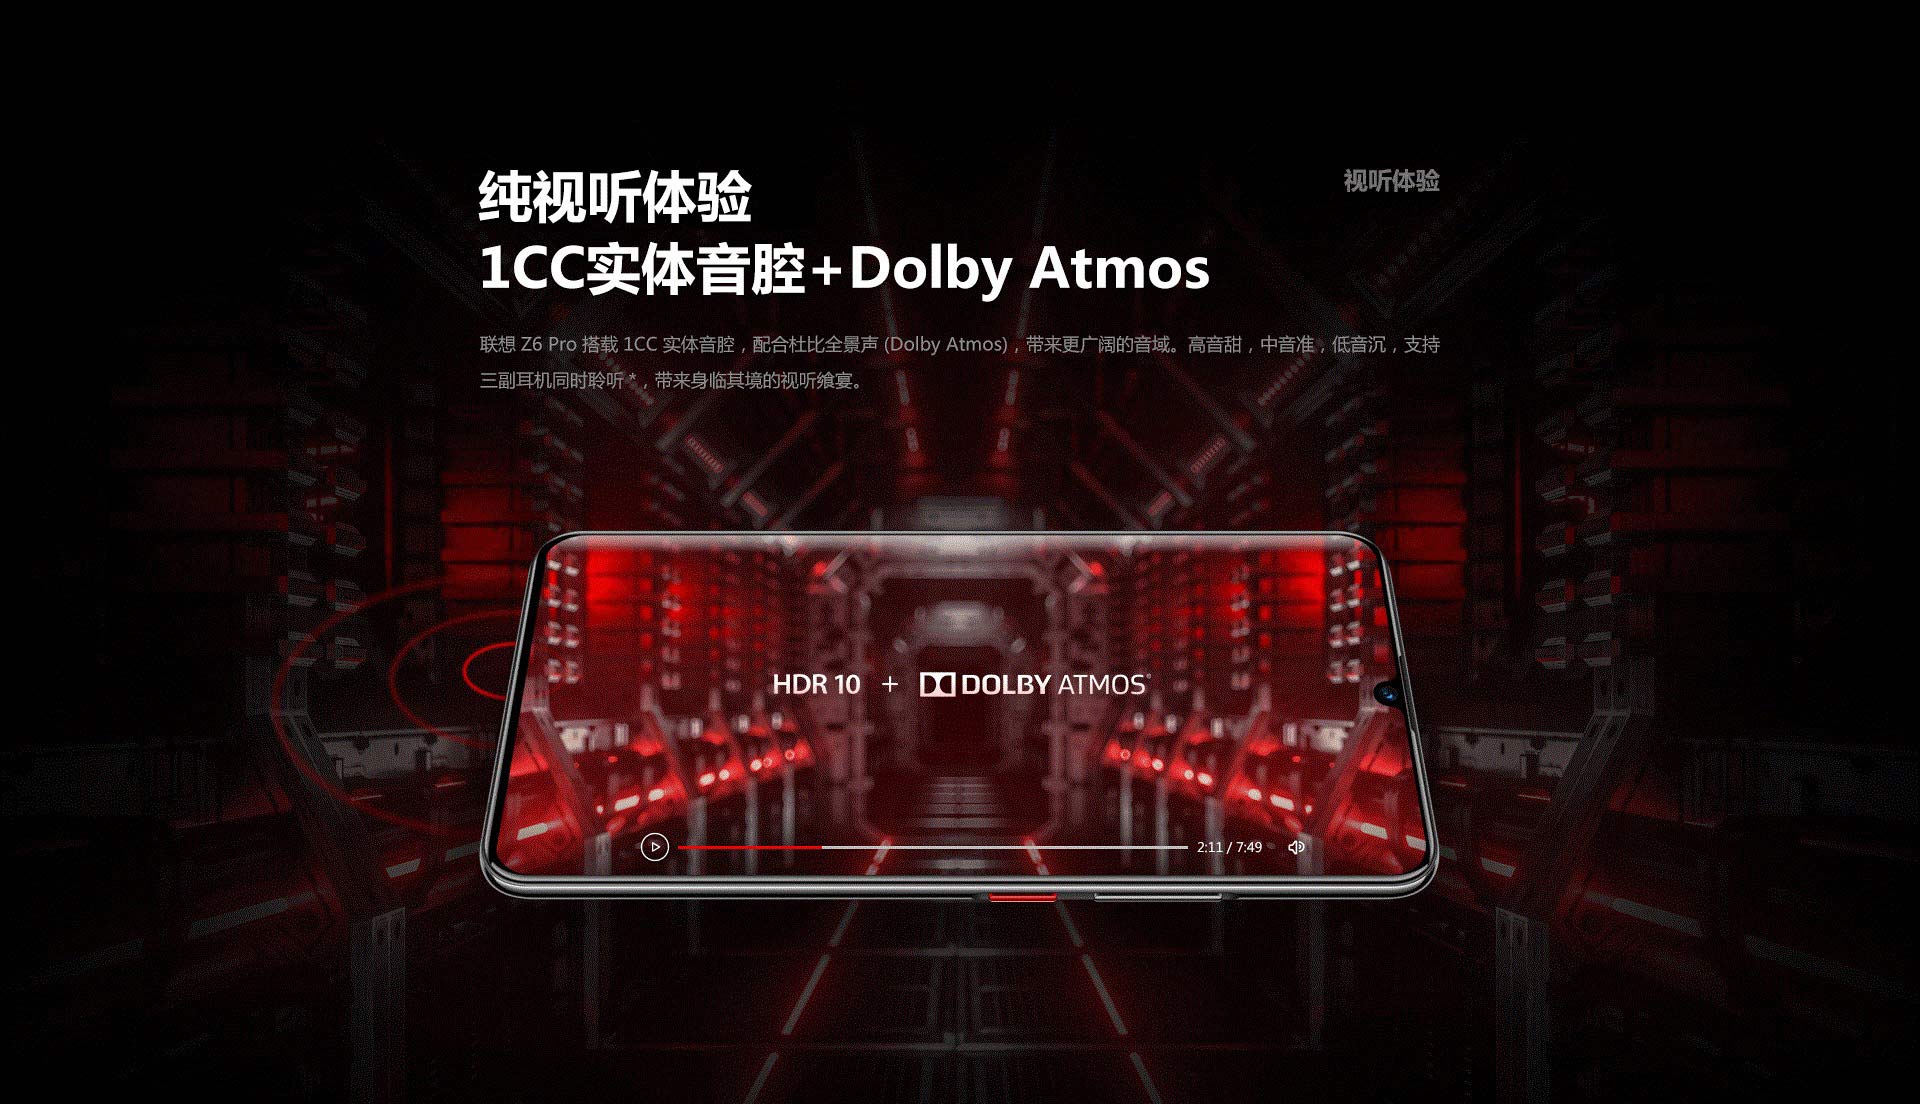 纯视听体验
视听体验
1CC实体音腔+Dolby Atmos
联想 Z6 Pro 搭载 1CC 实体音腔，配合杜比全景声 (Dolby Atmos)，带来更广阔的音域。高音甜，中音准，低音沉，支持
三副耳机同时聆听 *，带来身临其境的视听飨宴。
HDR 10 + DOLBY ATMOS®
2:11 / 7:49